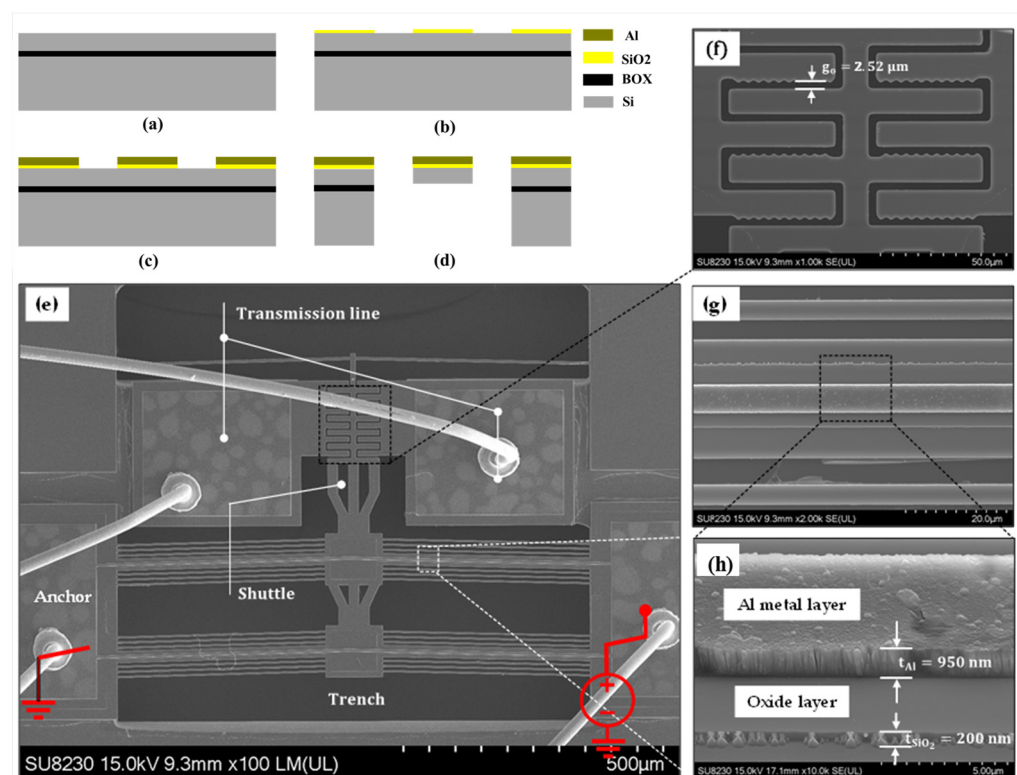 Al
SiO2
BOX
Si
(a)
(b)
(c)
(d)
(e)
Transmission line
Shuttle
Anchor
Trench
SU8230 15.0kV 9.3mm x100 LM(UL)
500µm
(f)
g₀ = 2.52 µm
SU8230 15.0kV 9.3mm x1.00k SE(UL)
50.0µm
(g)
SU8230 15.0kV 9.3mm x2.00k SE(UL)
20.0µm
(h)
Al metal layer
t_Al = 950 nm
Oxide layer
t_SiO₂ = 200 nm
SU8230 15.0kV 17.1mm x10.0k SE(UL)
5.00µm